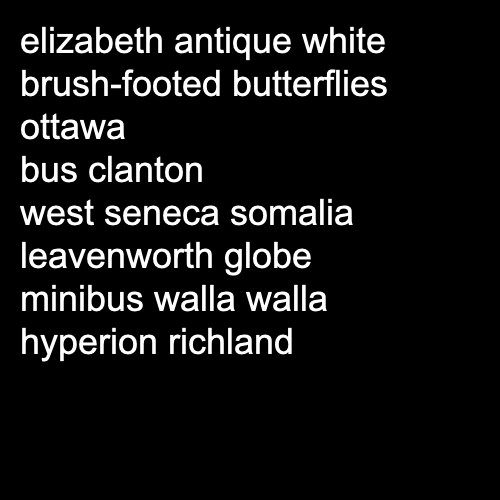 elizabeth antique white
brush-footed butterflies
ottawa
bus clanton
west seneca somalia
leavenworth globe
minibus walla walla
hyperion richland